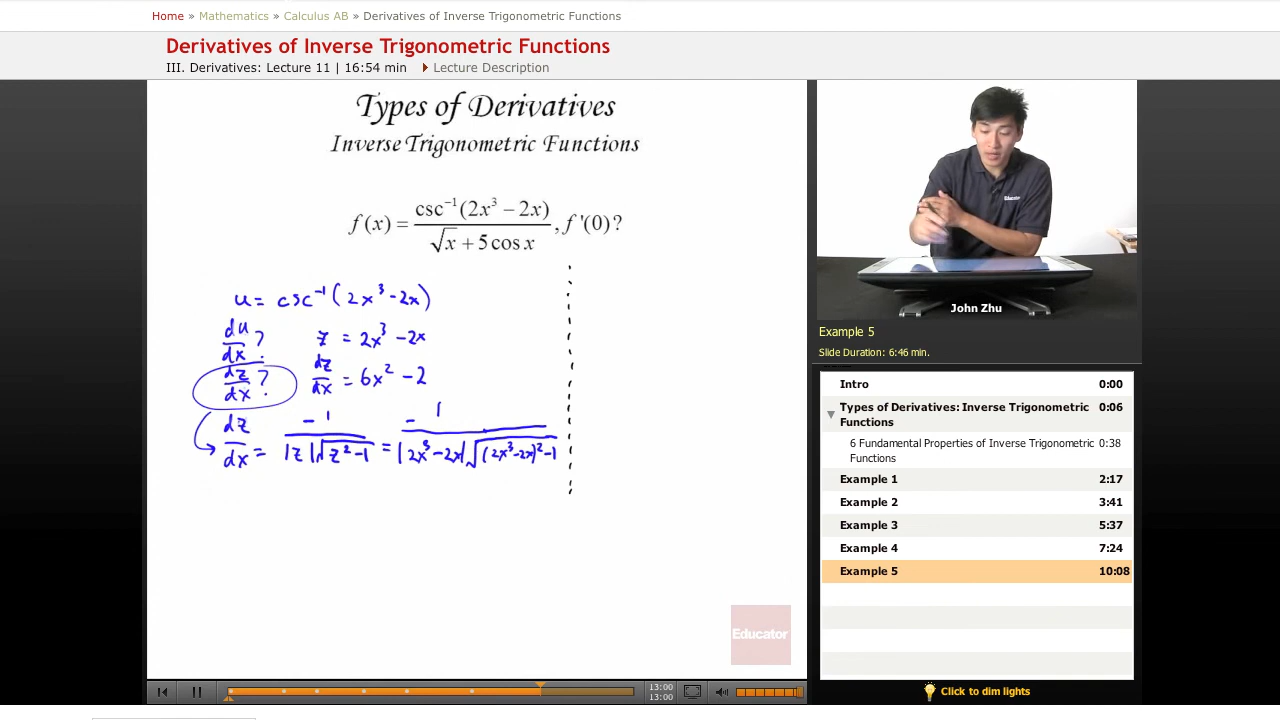 Home » Mathematics » Calculus AB » Derivatives of Inverse Trigonometric Functions
Derivatives of Inverse Trigonometric Functions
III. Derivatives: Lecture 11 | 16:54 min Lecture Description
Types of Derivatives
Inverse Trigonometric Functions
f(x) = csc⁻¹(2x³ − 2x) / (√x + 5 cos x), f'(0)?
u = csc⁻¹(2x³ − 2x)
du/dx? z = 2x³ − 2x
dz/dx? dz/dx = 6x² − 2
dz/dx = −1 / (|z|√(z² − 1)) = −1 / (|2x³ − 2x|√((2x³ − 2x)² − 1))
Educator
13:00
13:00
Educator
John Zhu
Example 5
Slide Duration: 6:46 min.
Intro 0:00
Types of Derivatives: Inverse Trigonometric 0:06
Functions
6 Fundamental Properties of Inverse Trigonometric 0:38
Functions
Example 1 2:17
Example 2 3:41
Example 3 5:37
Example 4 7:24
Example 5 10:08
Click to dim lights